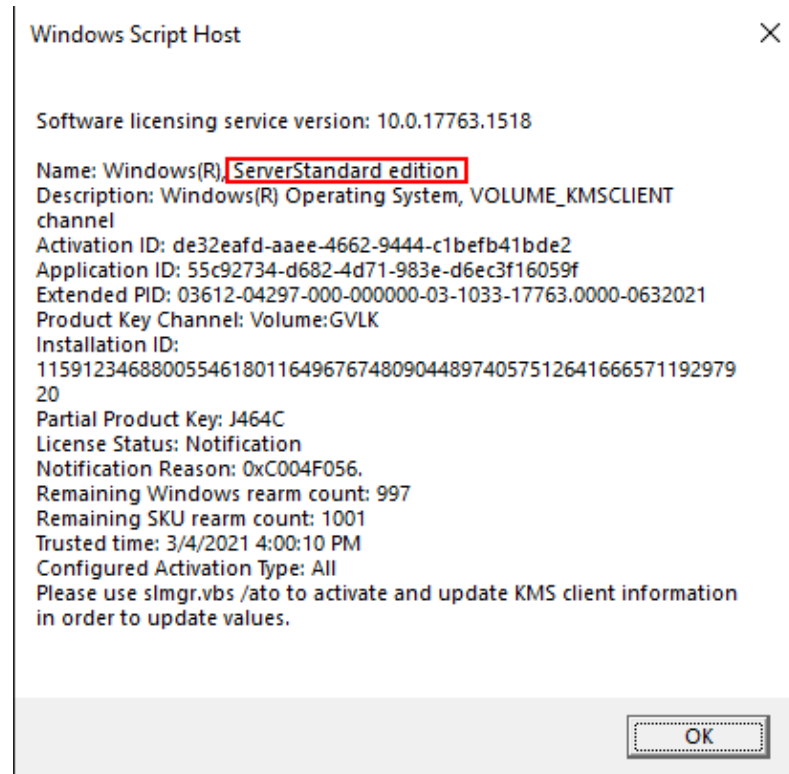 Windows Script Host
Software licensing service version: 10.0.17763.1518
Name: Windows(R), ServerStandard edition
Description: Windows(R) Operating System, VOLUME_KMSCLIENT
channel
Activation ID: de32eafd-aaee-4662-9444-c1befb41bde2
Application ID: 55c92734-d682-4d71-983e-d6ec3f16059f
Extended PID: 03612-04297-000-000000-03-1033-17763.0000-0632021
Product Key Channel: Volume:GVLK
Installation ID:
115912346880055461801164967674809044897405751264166657119297​9
20
Partial Product Key: J464C
License Status: Notification
Notification Reason: 0xC004F056.
Remaining Windows rearm count: 997
Remaining SKU rearm count: 1001
Trusted time: 3/4/2021 4:00:10 PM
Configured Activation Type: All
Please use slmgr.vbs /ato to activate and update KMS client information
in order to update values.
OK